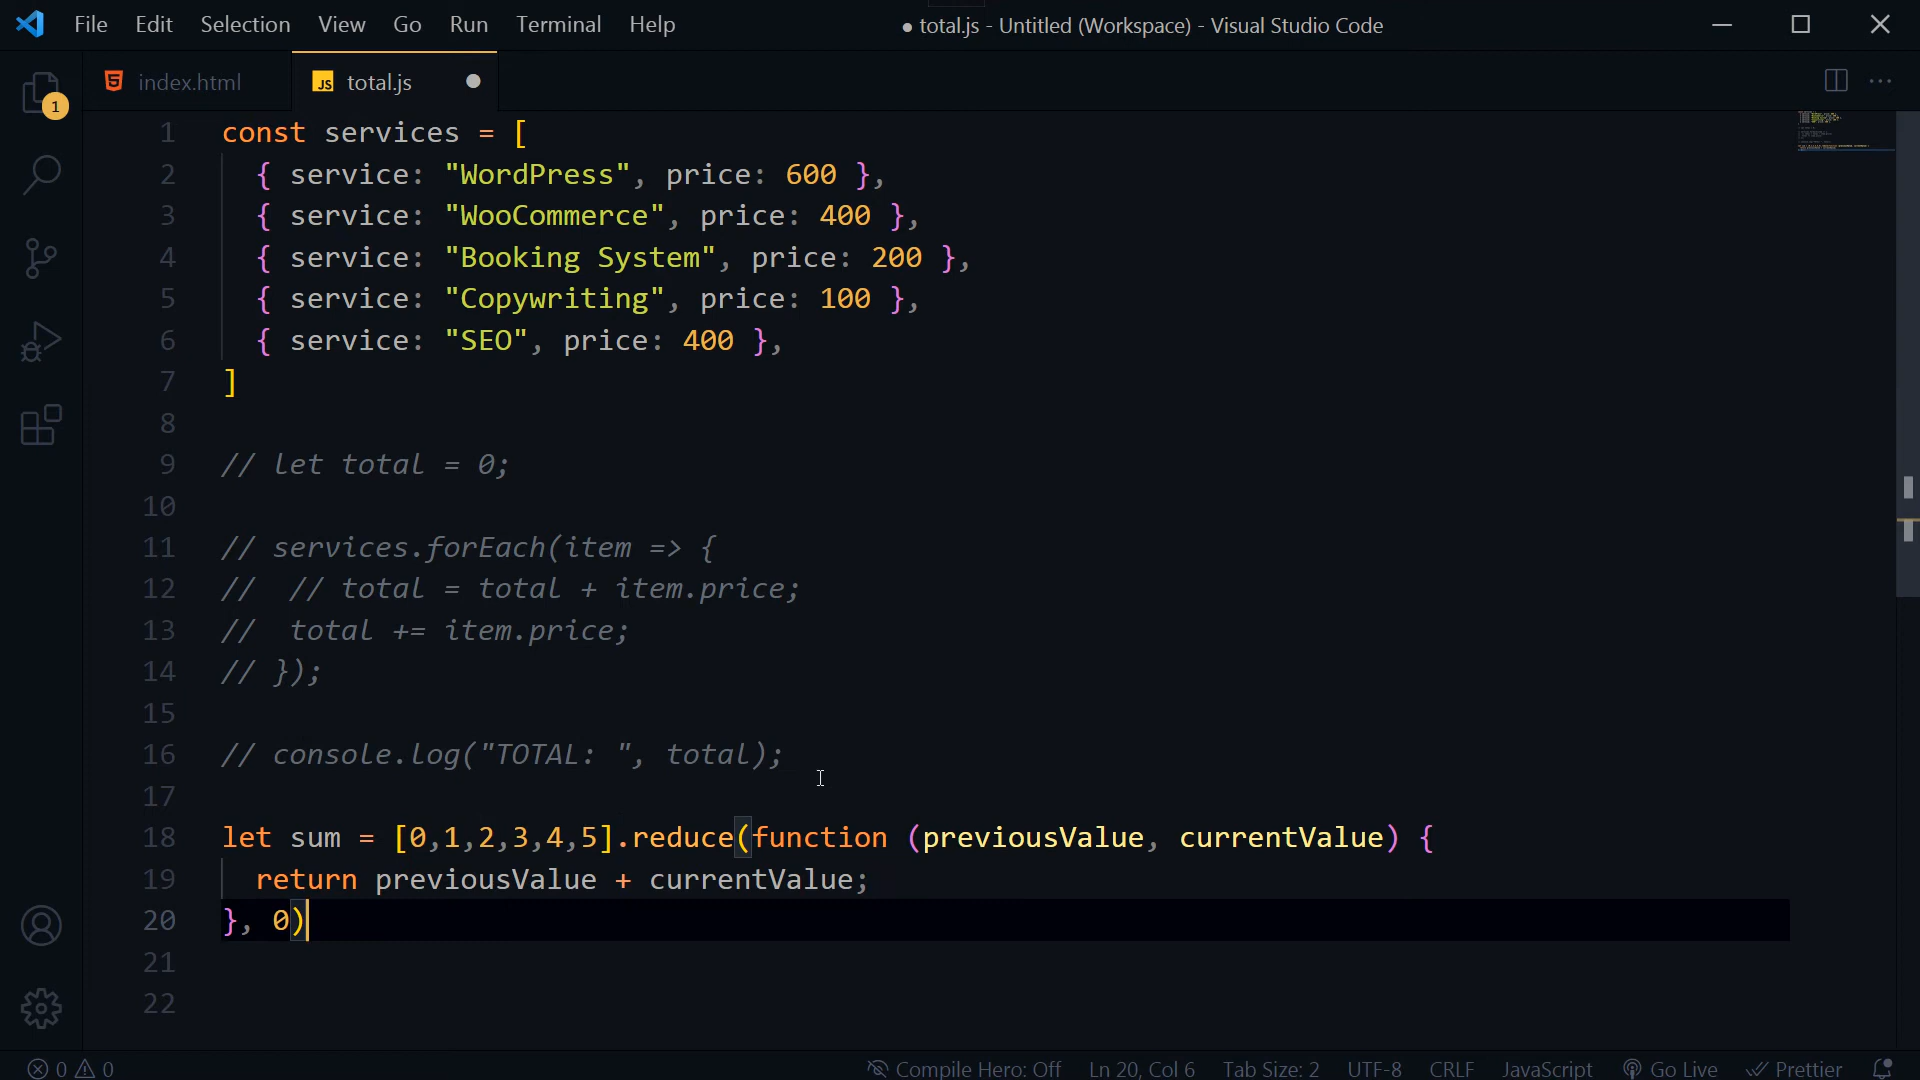 File Edit Selection View Go Run Terminal Help ● total.js - Untitled (Workspace) - Visual Studio Code
index.html JS total.js
1
1 const services = [
2 { service: "WordPress", price: 600 },
3 { service: "WooCommerce", price: 400 },
4 { service: "Booking System", price: 200 },
5 { service: "Copywriting", price: 100 },
6 { service: "SEO", price: 400 },
7 ]
8
9 // let total = 0;
10
11 // services.forEach(item => {
12 //  // total = total + item.price;
13 //  total += item.price;
14 // });
15
16 // console.log("TOTAL: ", total);
17
18 let sum = [0,1,2,3,4,5].reduce(function (previousValue, currentValue) {
19 return previousValue + currentValue;
20 }, 0)
21
22
0 0 Compile Hero: Off Ln 20, Col 6 Tab Size: 2 UTF-8 CRLF JavaScript Go Live Prettier